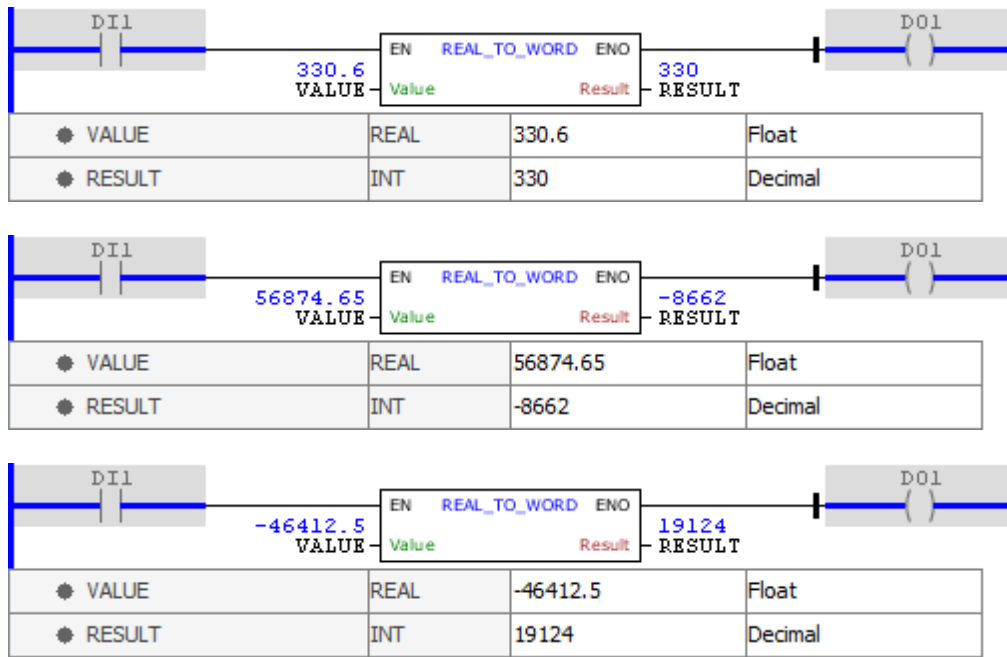 DI1 DO1
EN REAL_TO_WORD ENO
330.6 330
VALUE Value Result RESULT
VALUE REAL 330.6 Float
RESULT INT 330 Decimal
DI1 DO1
EN REAL_TO_WORD ENO
56874.65 -8662
VALUE Value Result RESULT
VALUE REAL 56874.65 Float
RESULT INT -8662 Decimal
DI1 DO1
EN REAL_TO_WORD ENO
-46412.5 19124
VALUE Value Result RESULT
VALUE REAL -46412.5 Float
RESULT INT 19124 Decimal